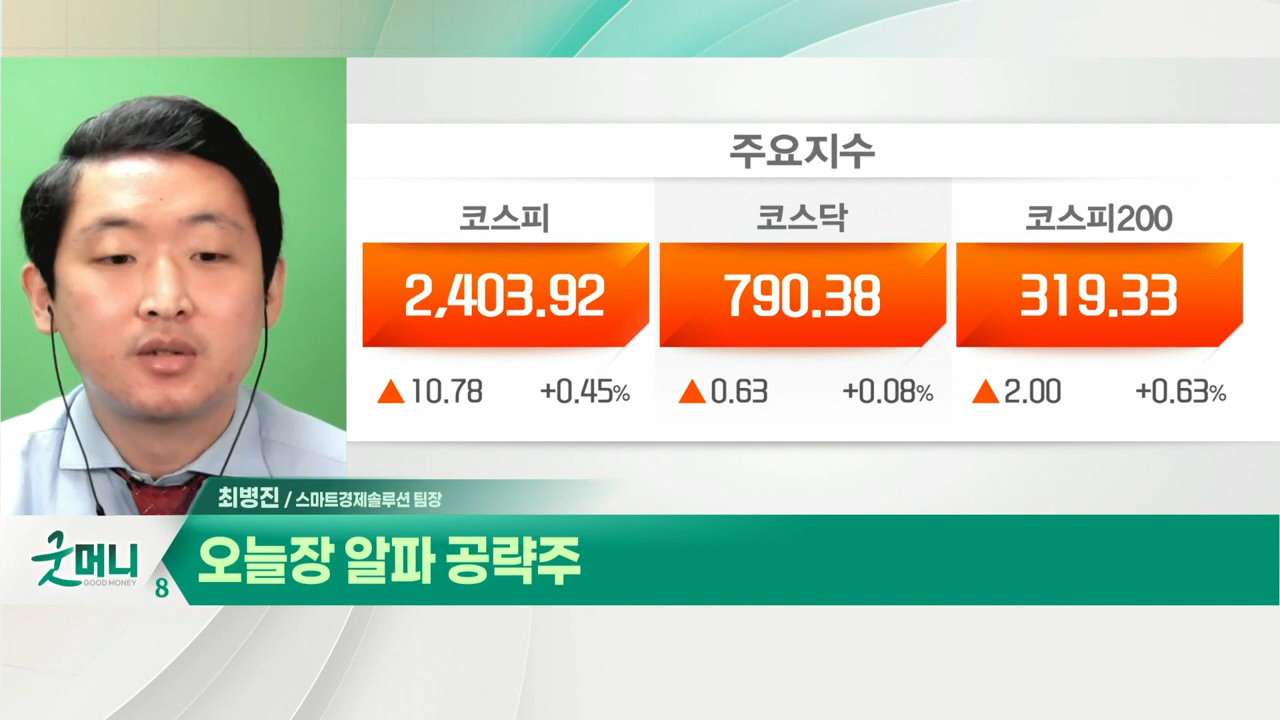 주요지수
코스피 코스닥 코스피200
2,403.92 790.38 319.33
▲10.78 +0.45% ▲0.63 +0.08% ▲2.00 +0.63%
최병진 / 스마트경제솔루션 팀장
굿머니
GOOD MONEY
8
오늘장 알파 공략주